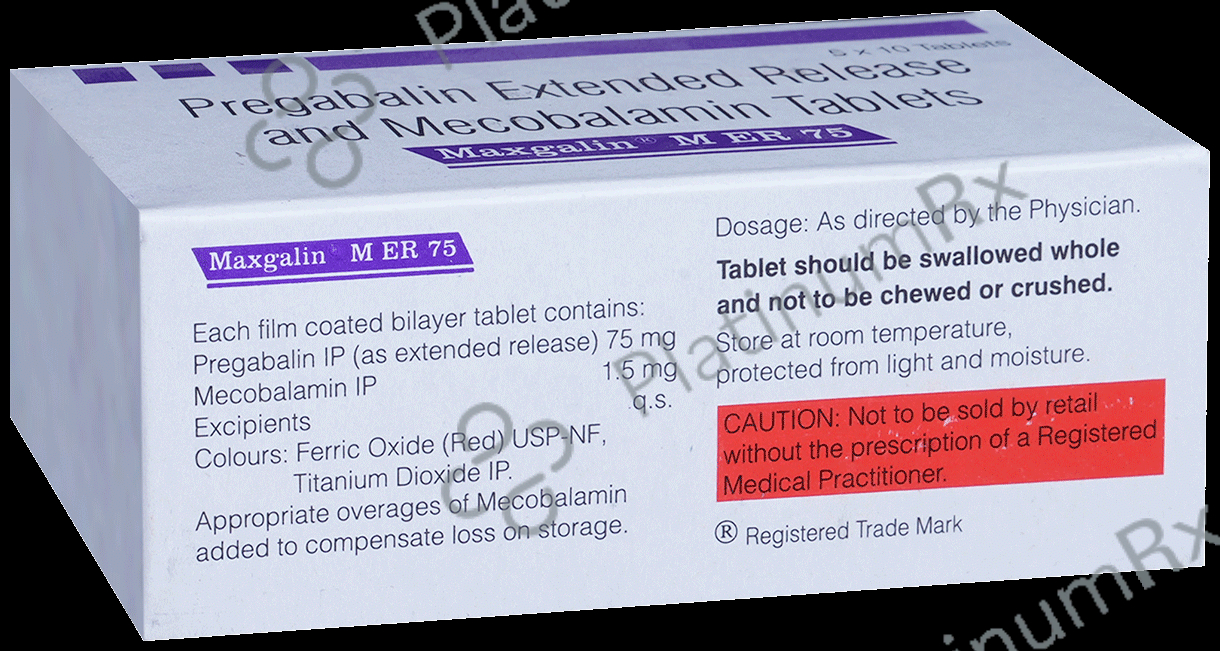 5 x 10 Tablets
Pregabalin Extended Release
and Mecobalamin Tablets
Maxgalin® M ER 75
Maxgalin® M ER 75
Each film coated bilayer tablet contains:
Pregabalin IP (as extended release) 75 mg
Mecobalamin IP 1.5 mg
Excipients q.s.
Colours: Ferric Oxide (Red) USP-NF,
Titanium Dioxide IP.
Appropriate overages of Mecobalamin
added to compensate loss on storage.
Dosage: As directed by the Physician.
Tablet should be swallowed whole
and not to be chewed or crushed.
Store at room temperature,
protected from light and moisture.
CAUTION: Not to be sold by retail
without the prescription of a Registered
Medical Practitioner.
® Registered Trade Mark
Plati
PlatinumRx
inumRx